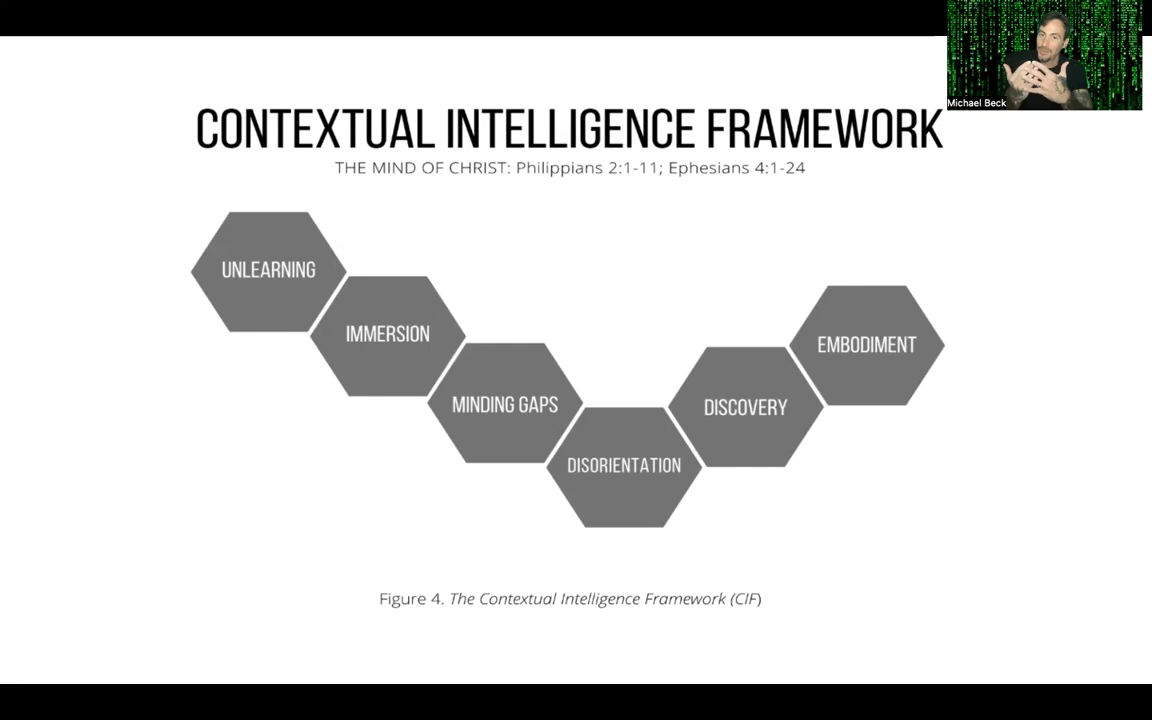 Michael Beck
CONTEXTUAL INTELLIGENCE FRAMEWORK
THE MIND OF CHRIST: Philippians 2:1-11; Ephesians 4:1-24
UNLEARNING
IMMERSION
MINDING GAPS
DISORIENTATION
DISCOVERY
EMBODIMENT
Figure 4. The Contextual Intelligence Framework (CIF)